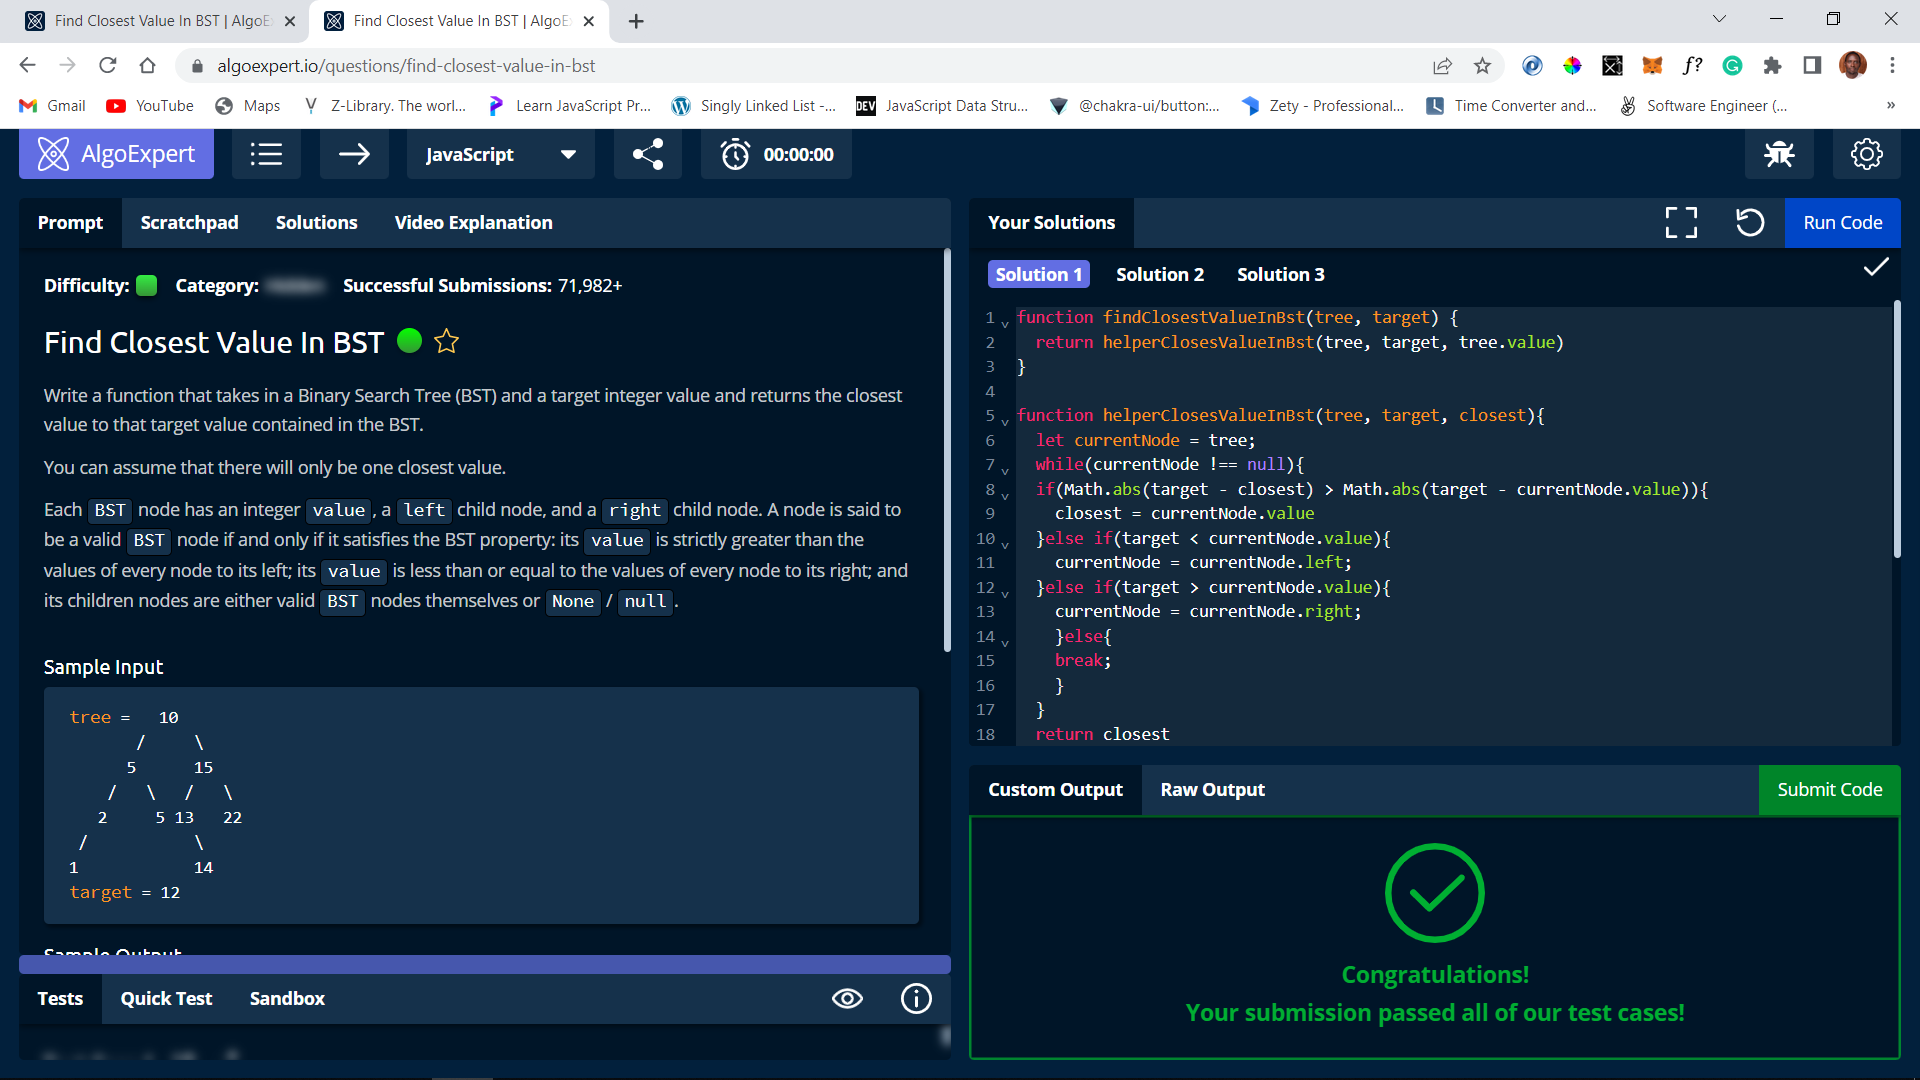 Find Closest Value In BST | AlgoE
Find Closest Value In BST | AlgoE
algoexpert.io/questions/find-closest-value-in-bst
f?
Gmail
YouTube
Maps
Z-Library. The worl...
Learn JavaScript Pr...
Singly Linked List -...
DEV JavaScript Data Stru...
@chakra-ui/button:...
Zety - Professional...
Time Converter and...
Software Engineer (...
»
AlgoExpert
JavaScript
00:00:00
Prompt
Scratchpad
Solutions
Video Explanation
Difficulty:
Category:
Successful Submissions: 71,982+
Find Closest Value In BST
Write a function that takes in a Binary Search Tree (BST) and a target integer value and returns the closest
value to that target value contained in the BST.
You can assume that there will only be one closest value.
Each BST node has an integer value , a left child node, and a right child node. A node is said to
be a valid BST node if and only if it satisfies the BST property: its value is strictly greater than the
values of every node to its left; its value is less than or equal to the values of every node to its right; and
its children nodes are either valid BST nodes themselves or None / null .
Sample Input
tree =   10
       /     \
      5      15
    /   \   /   \
   2     5 13   22
 /           \
1            14
target = 12
Sample Output
Tests
Quick Test
Sandbox
Your Solutions
Run Code
Solution 1
Solution 2
Solution 3
1 function findClosestValueInBst(tree, target) {
2   return helperClosesValueInBst(tree, target, tree.value)
3 }
4
5 function helperClosesValueInBst(tree, target, closest){
6   let currentNode = tree;
7   while(currentNode !== null){
8   if(Math.abs(target - closest) > Math.abs(target - currentNode.value)){
9     closest = currentNode.value
10   }else if(target < currentNode.value){
11     currentNode = currentNode.left;
12   }else if(target > currentNode.value){
13     currentNode = currentNode.right;
14     }else{
15     break;
16     }
17   }
18   return closest
Custom Output
Raw Output
Submit Code
Congratulations!
Your submission passed all of our test cases!